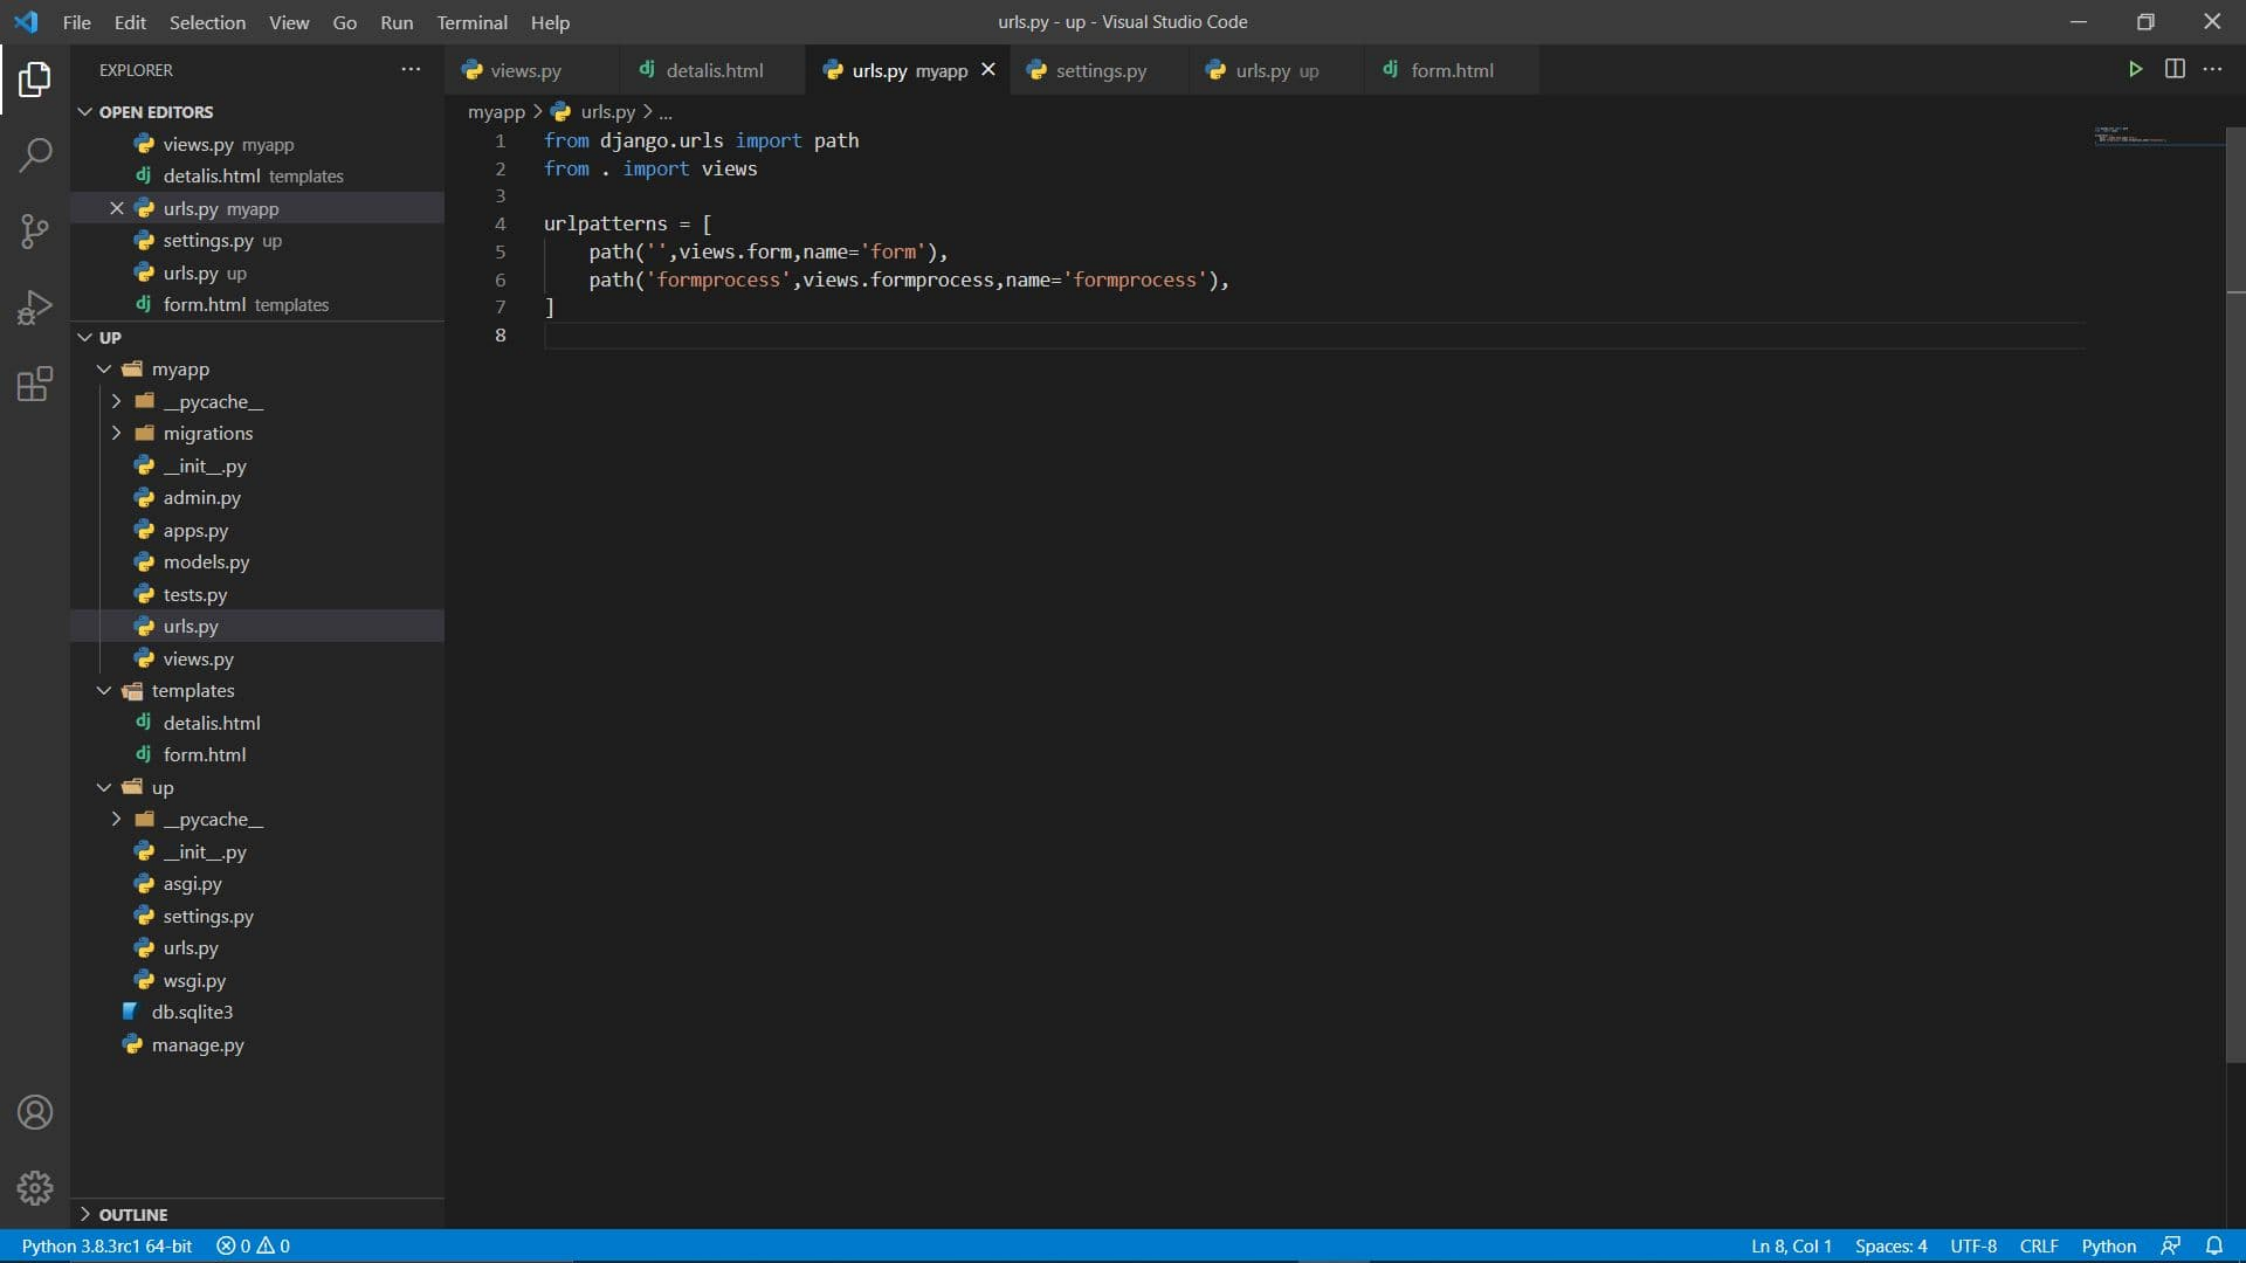 File Edit Selection View Go Run Terminal Help
urls.py - up - Visual Studio Code
EXPLORER
OPEN EDITORS
views.py myapp
detalis.html templates
urls.py myapp
settings.py up
urls.py up
form.html templates
UP
myapp
__pycache__
migrations
__init__.py
admin.py
apps.py
models.py
tests.py
urls.py
views.py
templates
detalis.html
form.html
up
__pycache__
__init__.py
asgi.py
settings.py
urls.py
wsgi.py
db.sqlite3
manage.py
OUTLINE
views.py detalis.html urls.py myapp settings.py urls.py up form.html
myapp > urls.py > ...
1 from django.urls import path
2 from . import views
3
4 urlpatterns = [
5 path('',views.form,name='form'),
6 path('formprocess',views.formprocess,name='formprocess'),
7 ]
8
Python 3.8.3rc1 64-bit 0 0
Ln 8, Col 1 Spaces: 4 UTF-8 CRLF Python